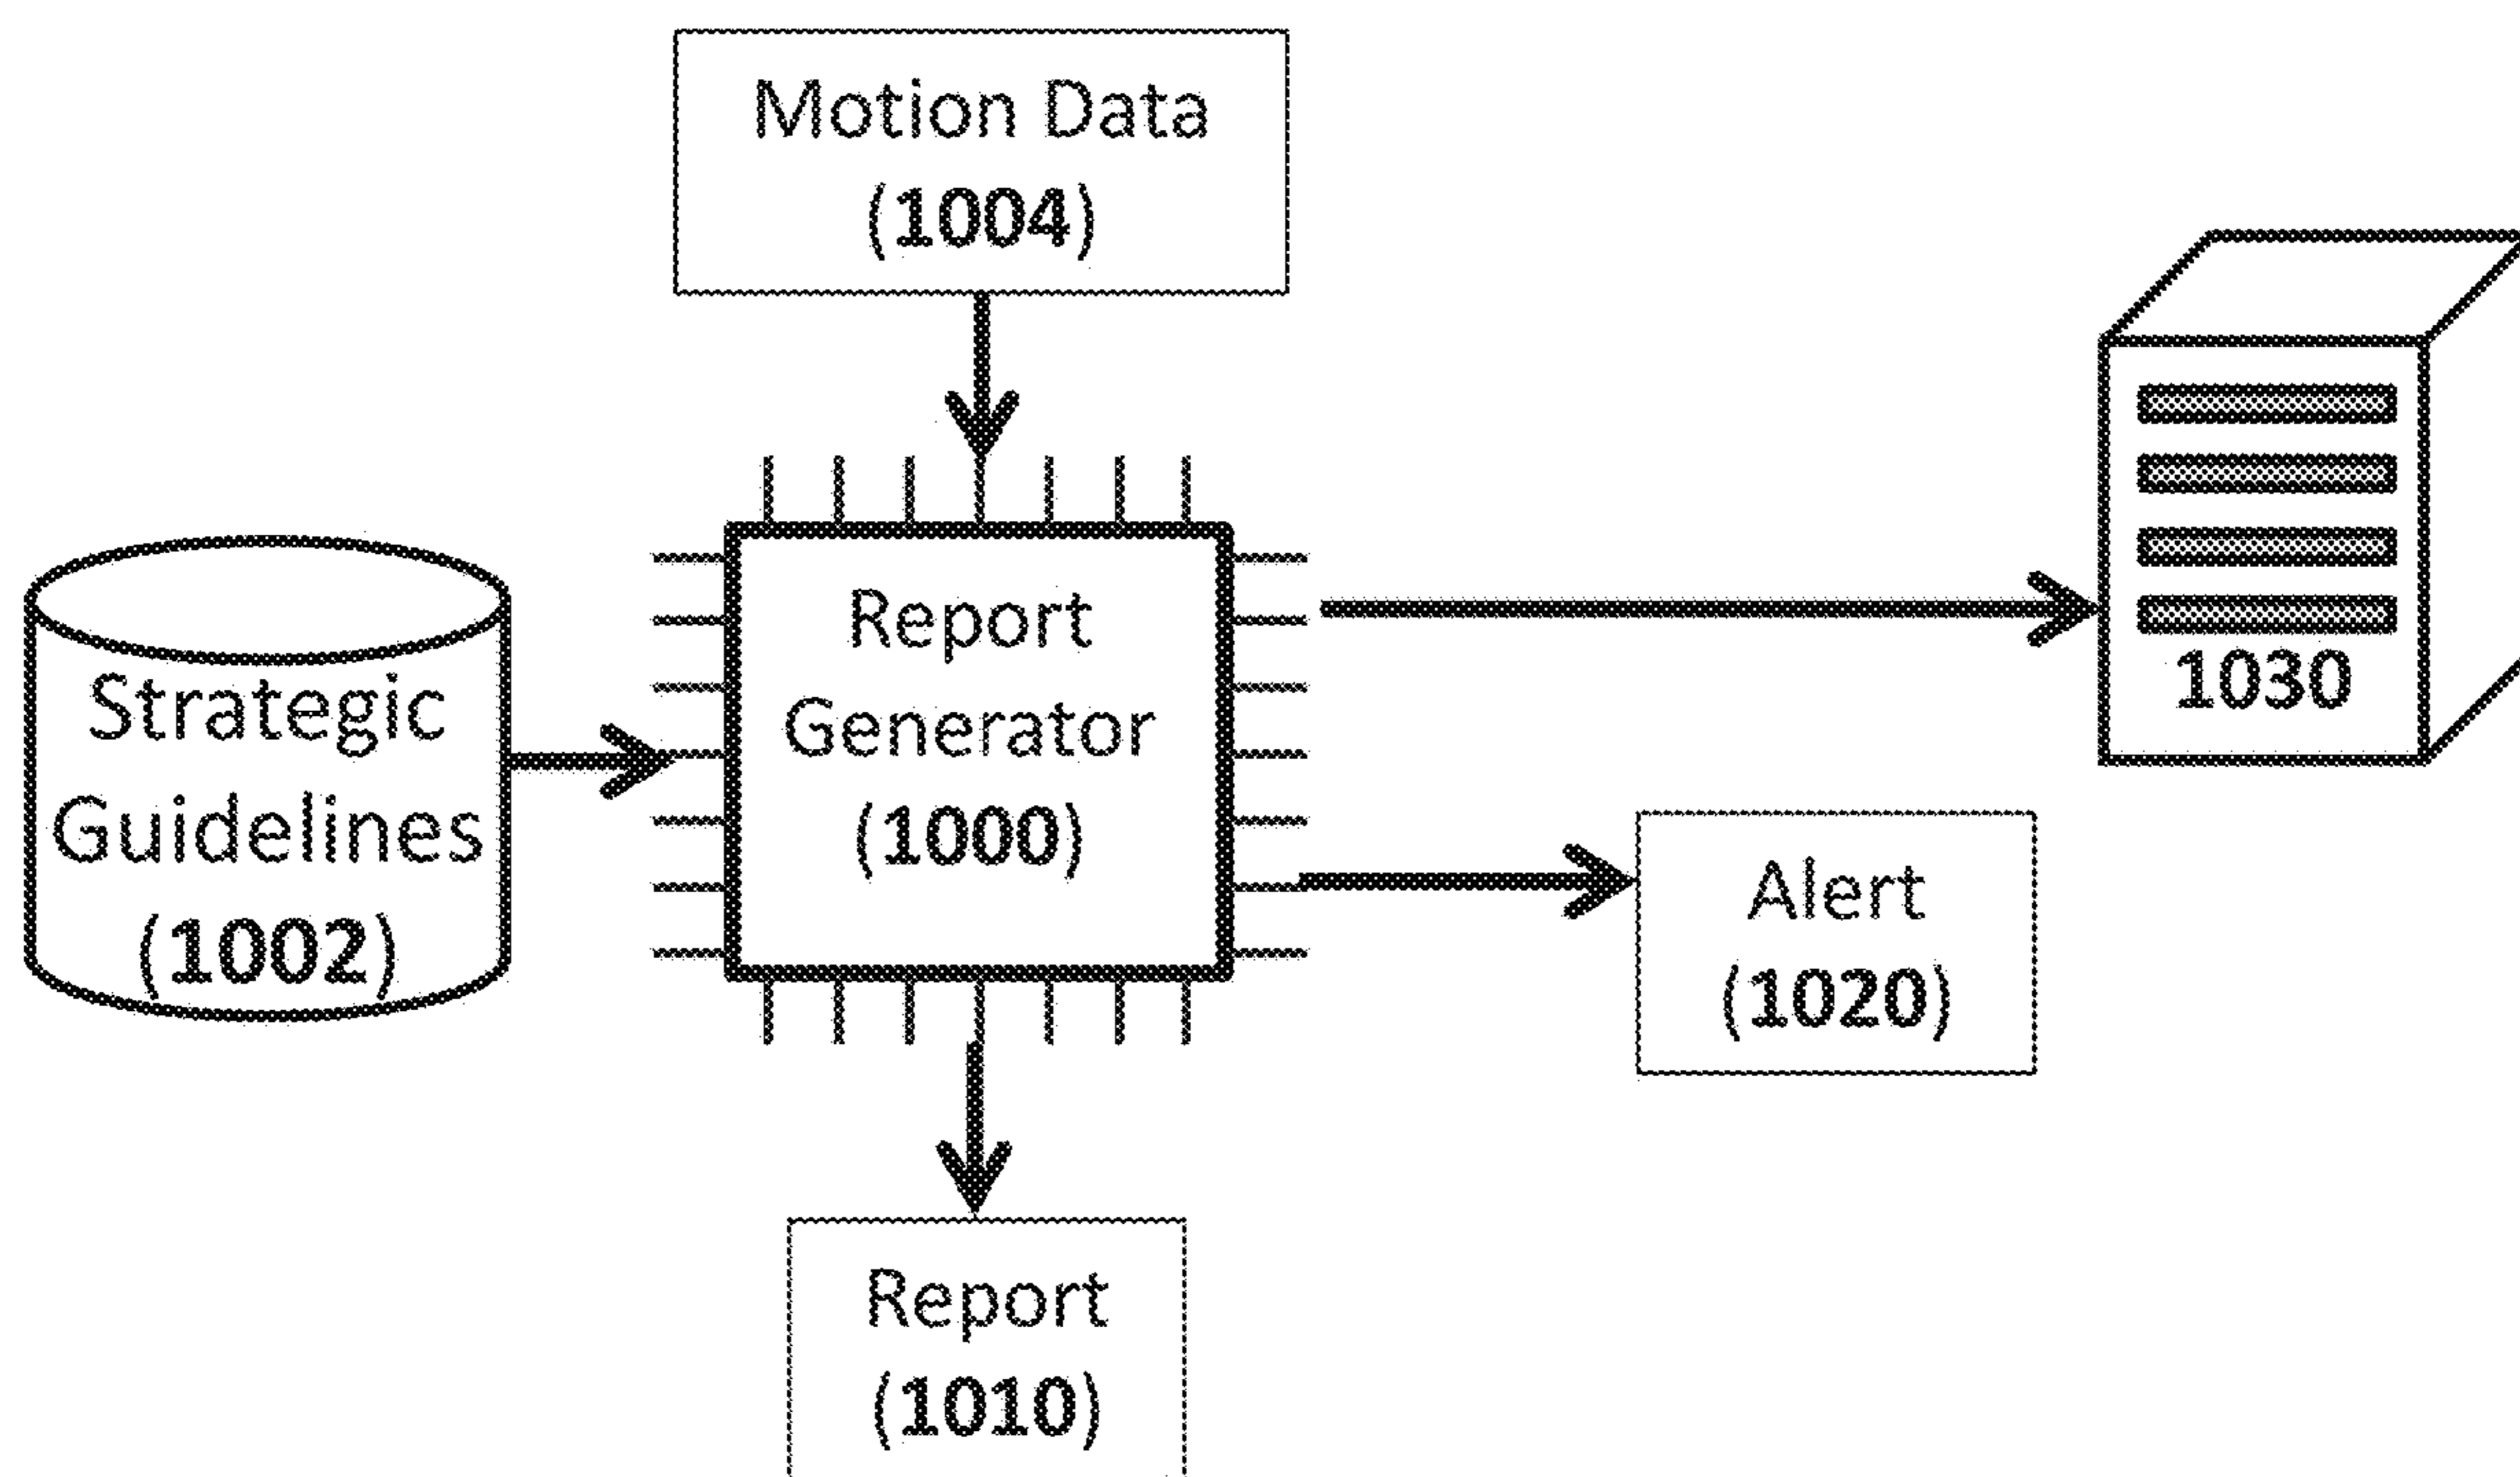 Motion Data
(1004)
Strategic
Guidelines
(1002)
Report
Generator
(1000)
1030
Alert
(1020)
Report
(1010)